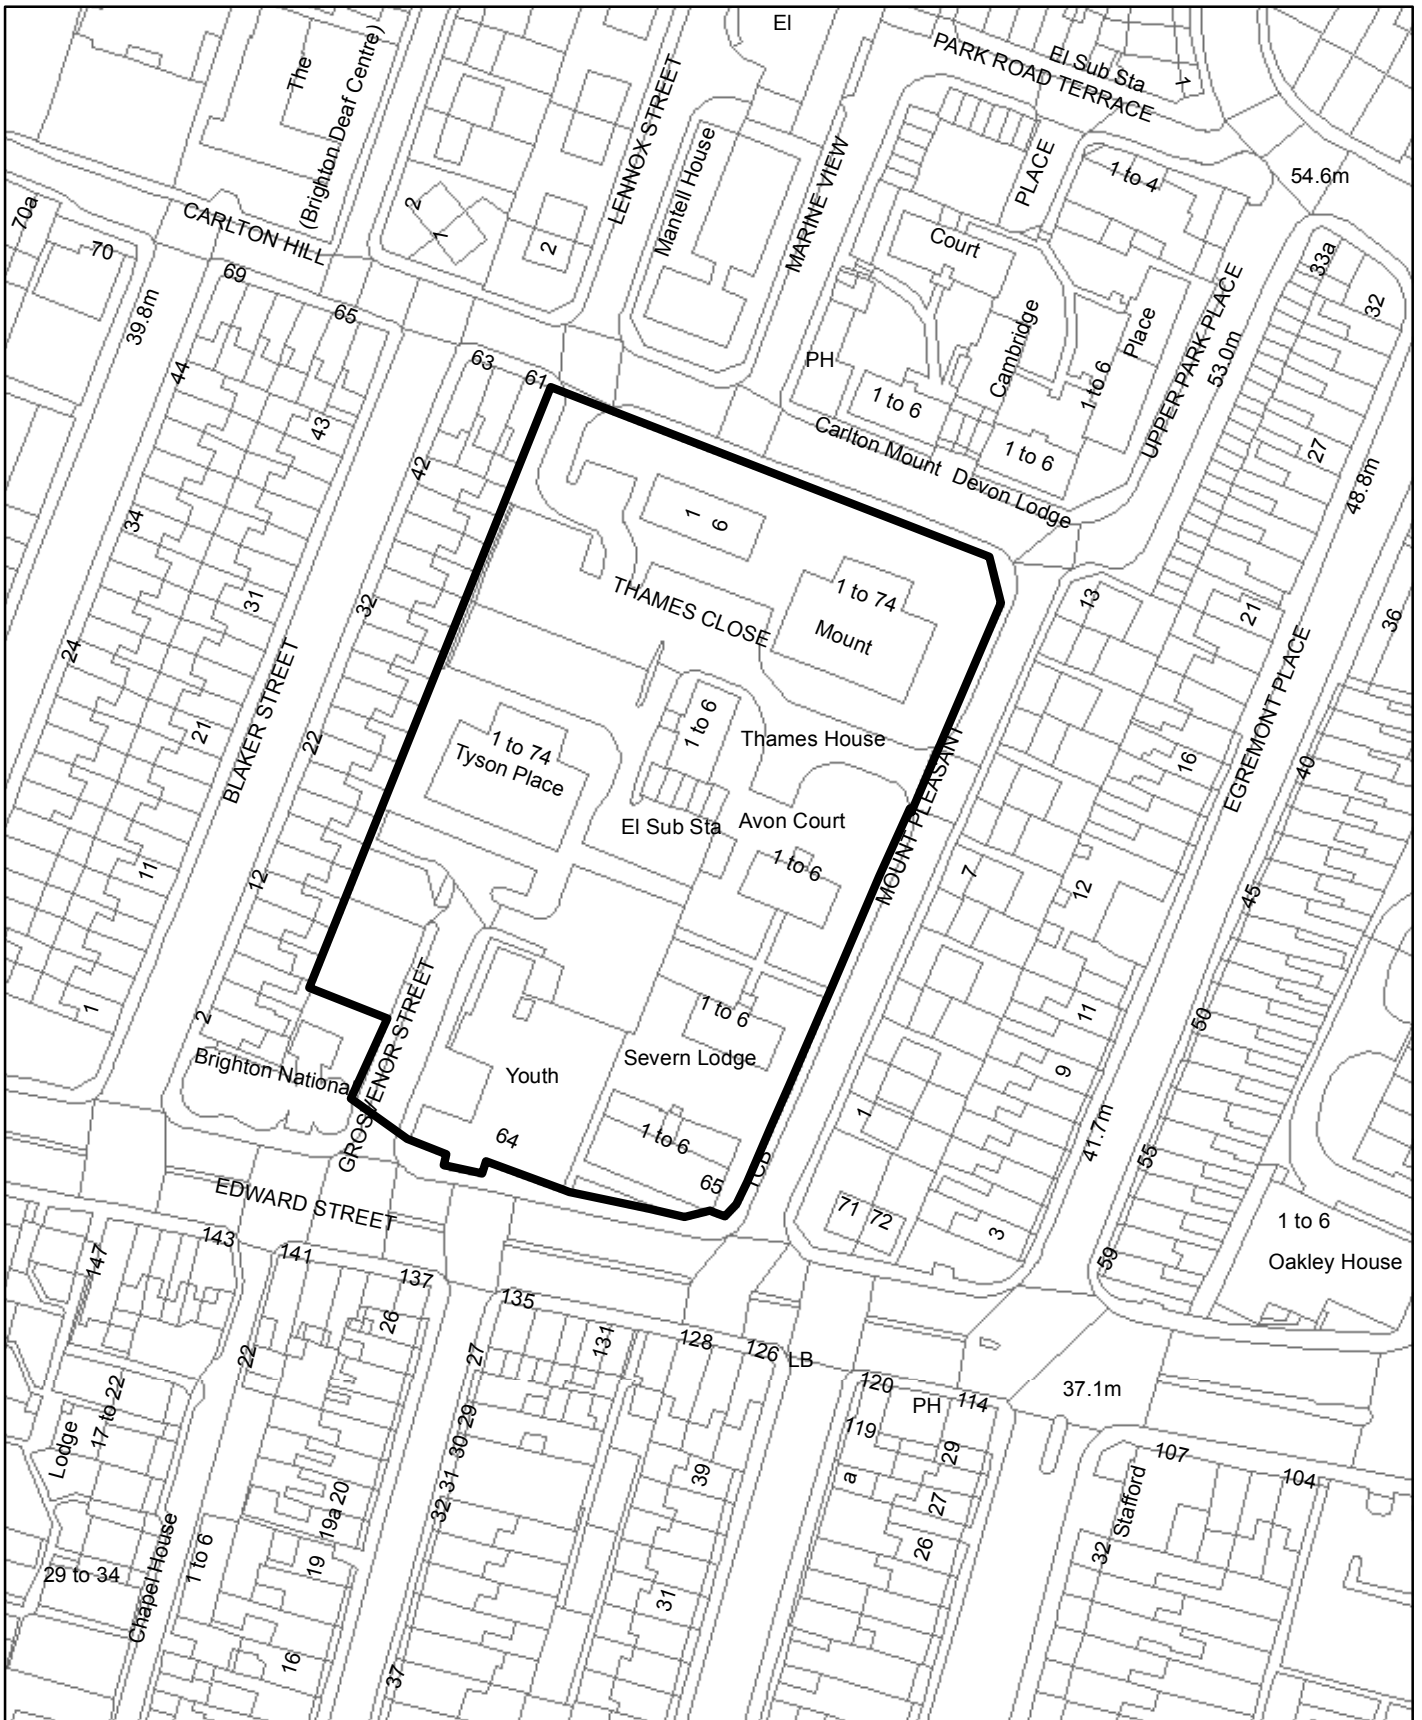 El
PARK ROAD TERRACE
El Sub Sta
7
The
(Brighton Deaf Centre)
LENNOX STREET
Mantell House
MARINE VIEW
PLACE
1 to 4
54.6m
70a
70
CARLTON HILL
2
1
2
Court
33a
32
69
65
39.8m
44
43
63
61
PH
1 to 6
Cambridge
Place
1 to 6
UPPER PARK PLACE
53.0m
Carlton Mount
1 to 6
Devon Lodge
27
48.8m
42
34
1
6
31
32
THAMES CLOSE
1 to 74
Mount
13
21
36
24
BLAKER STREET
21
22
1 to 74
Tyson Place
1 to 6
Thames House
MOUNT PLEASANT
16
EGREMONT PLACE
40
El Sub Sta
Avon Court
1 to 6
11
12
7
12
45
1
2
GROSVENOR STREET
1 to 6
11
50
Brighton Nationa
Youth
Severn Lodge
9
64
1 to 6
65
TCB
1
41.7m
55
EDWARD STREET
71
72
3
1 to 6
Oakley House
59
147
143
141
137
135
26
131
128
126
LB
22
27
120
PH
114
37.1m
17 to 22
Lodge
30 29
119
29
107
104
39
a
27
32 31
19a 20
Stafford
32
26
Chapel House
1 to 6
19
29 to 34
31
16
37